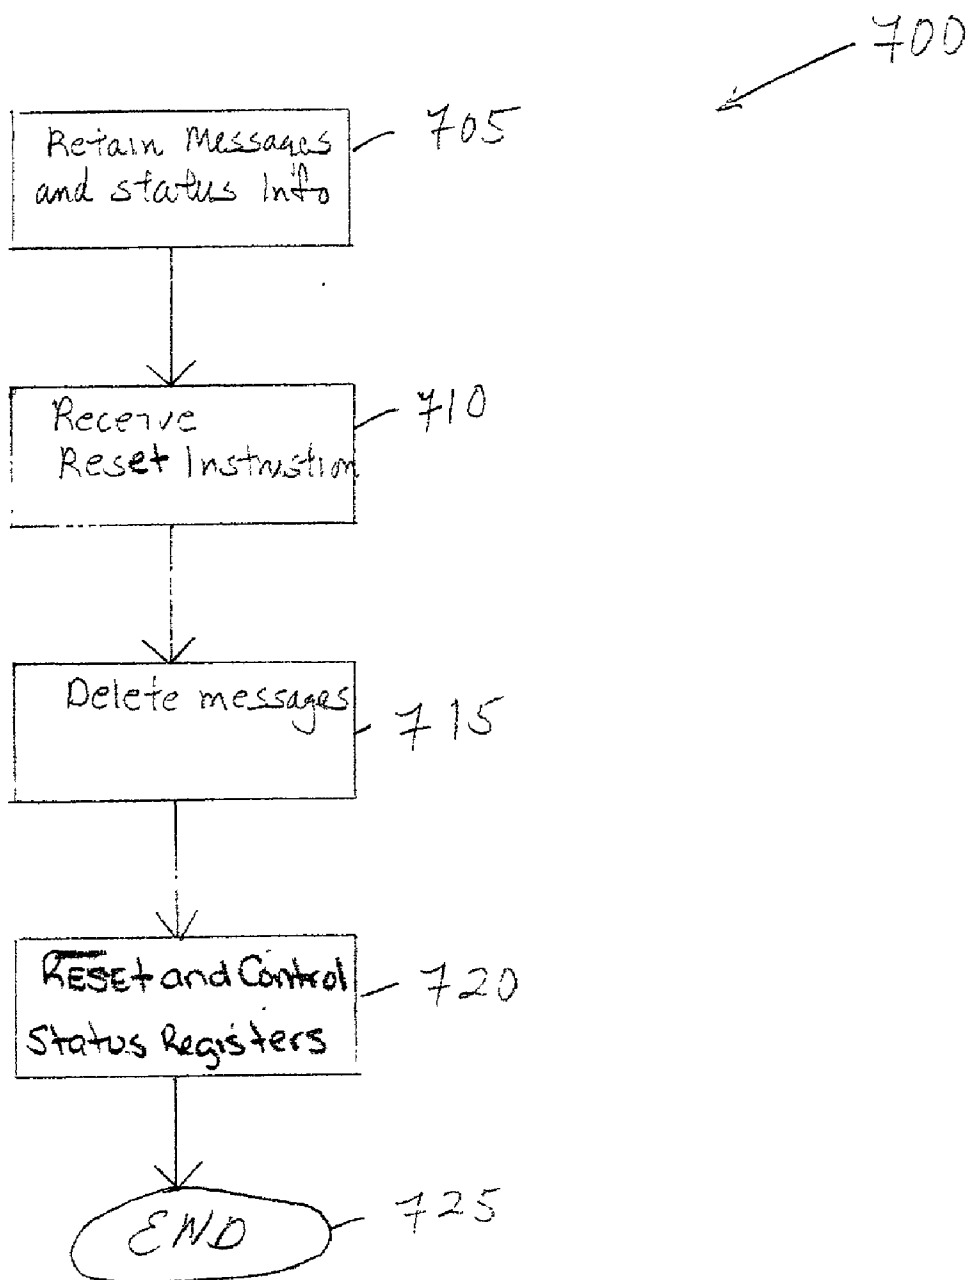 700
Retain Messages
and status Info
705
Receive
Reset Instrustion
710
Delete messages
715
RESEt and Control
Status Registers
720
END
725